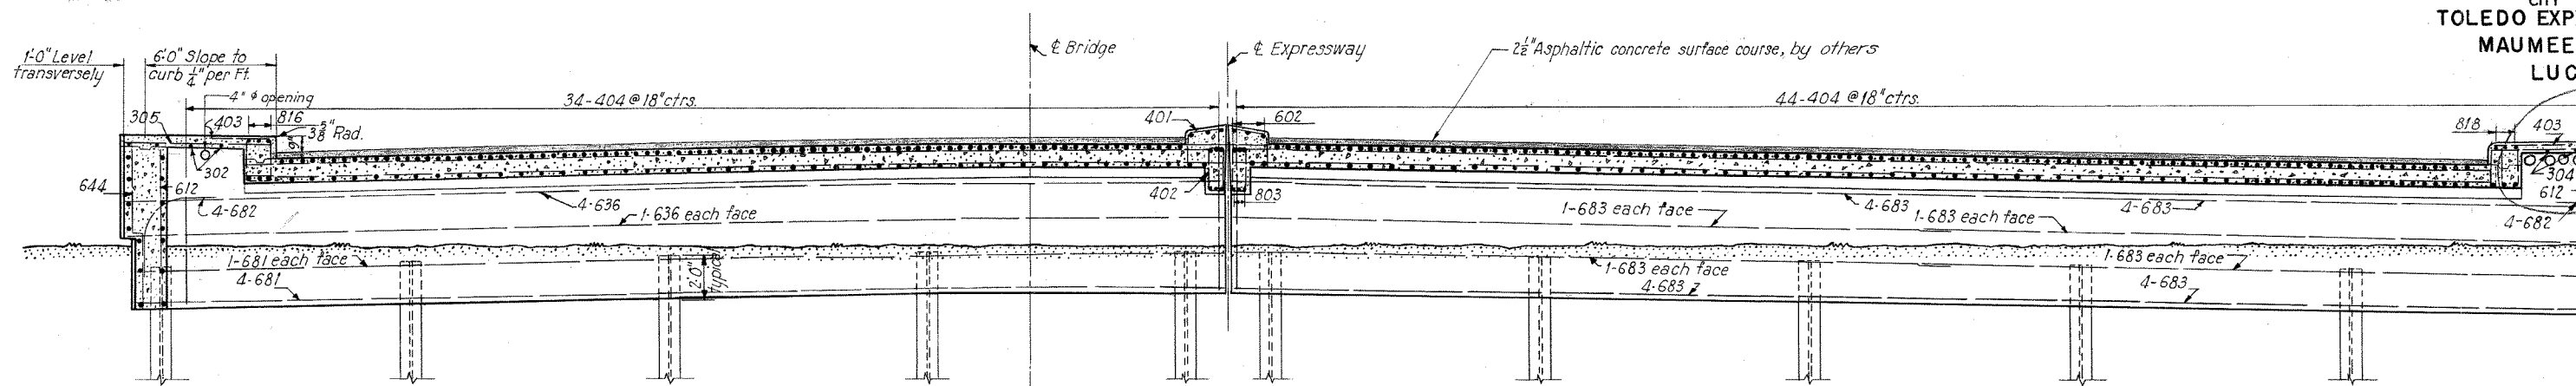 CITY
TOLEDO EXP
MAUMEE
LUC
1'-0" Level
transversely
6'-0" Slope to
curb 1/4" per Ft.
4" φ opening
℄ Bridge
℄ Expressway
2½" Asphaltic concrete surface course, by others
34-404 @ 18" ctrs.
44-404 @ 18" ctrs.
305
403
816
3⅝" Rad.
9"
401
602
818
403
302
304
644
612
612
4-682
4-636
402
803
4-683
4-683
4-682
1-636 each face
1-683 each face
1-683 each face
1-681 each face
4-681
2'-0"
typical
1-683 each face
4-683
1-683 each face
4-683